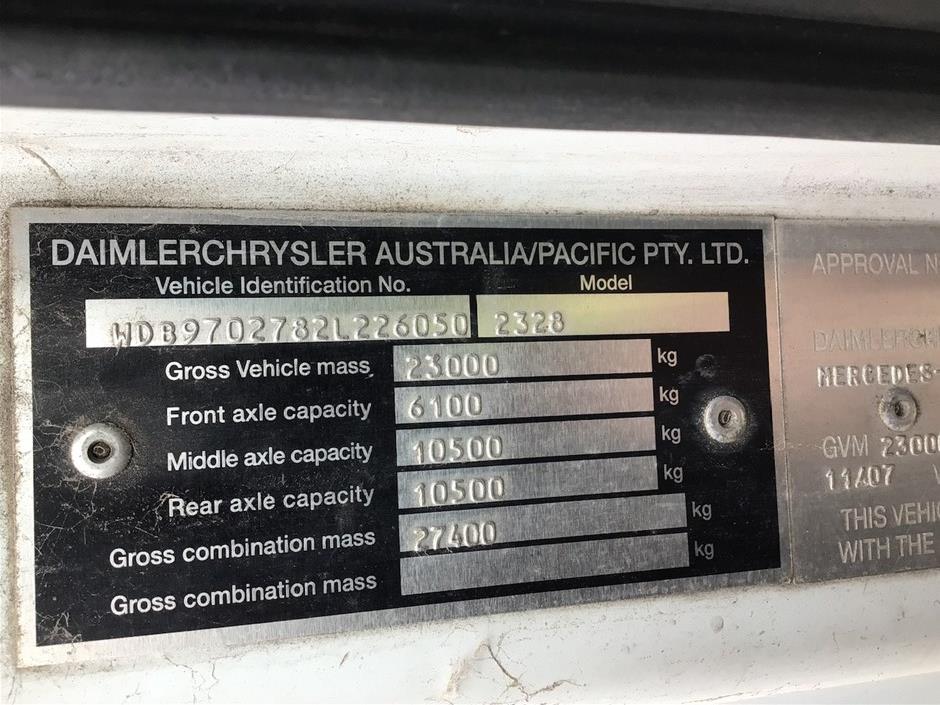 DAIMLERCHRYSLER AUSTRALIA/PACIFIC PTY. LTD.
Vehicle Identification No. Model
WDB9702782L226050 2328
Gross Vehicle mass 23000 kg
Front axle capacity 6100 kg
Middle axle capacity 10500 kg
Rear axle capacity 10500 kg
Gross combination mass 27400 kg
Gross combination mass kg
APPROVAL N
MERCEDES-
GVM 2300
11/07 V
THIS VEHI
WITH THE